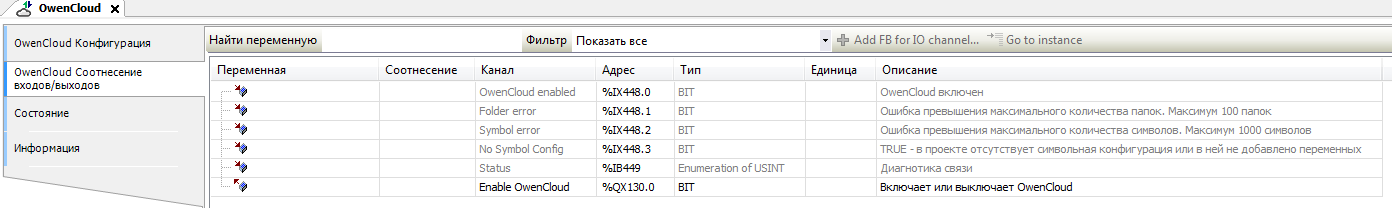 OwenCloud
OwenCloud Конфигурация
OwenCloud Соотнесение
входов/выходов
Состояние
Информация
Найти переменную Фильтр Показать все Add FB for IO channel... Go to instance
Переменная Соотнесение Канал Адрес Тип Единица Описание
OwenCloud enabled %IX448.0 BIT OwenCloud включен
Folder error %IX448.1 BIT Ошибка превышения максимального количества папок. Максимум 100 папок
Symbol error %IX448.2 BIT Ошибка превышения максимального количества символов. Максимум 1000 символов
No Symbol Config %IX448.3 BIT TRUE - в проекте отсутствует символьная конфигурация или в ней не добавлено переменных
Status %IB449 Enumeration of USINT Диагнотика связи
Enable OwenCloud %QX130.0 BIT Включает или выключает OwenCloud